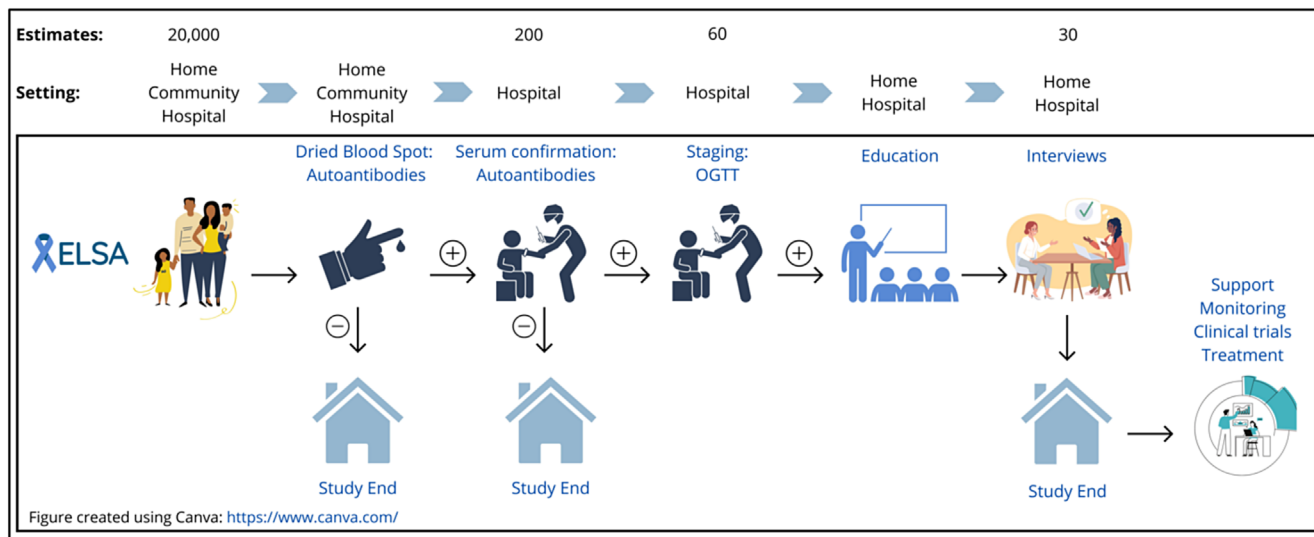 Estimates: 20,000 200 60 30
Setting:
Home
Community
Hospital
Home
Community
Hospital
Hospital
Hospital
Home
Hospital
Home
Hospital
Dried Blood Spot:
Autoantibodies
Serum confirmation:
Autoantibodies
Staging:
OGTT
Education
Interviews
ELSA
Support
Monitoring
Clinical trials
Treatment
Study End
Study End
Study End
Figure created using Canva: https://www.canva.com/